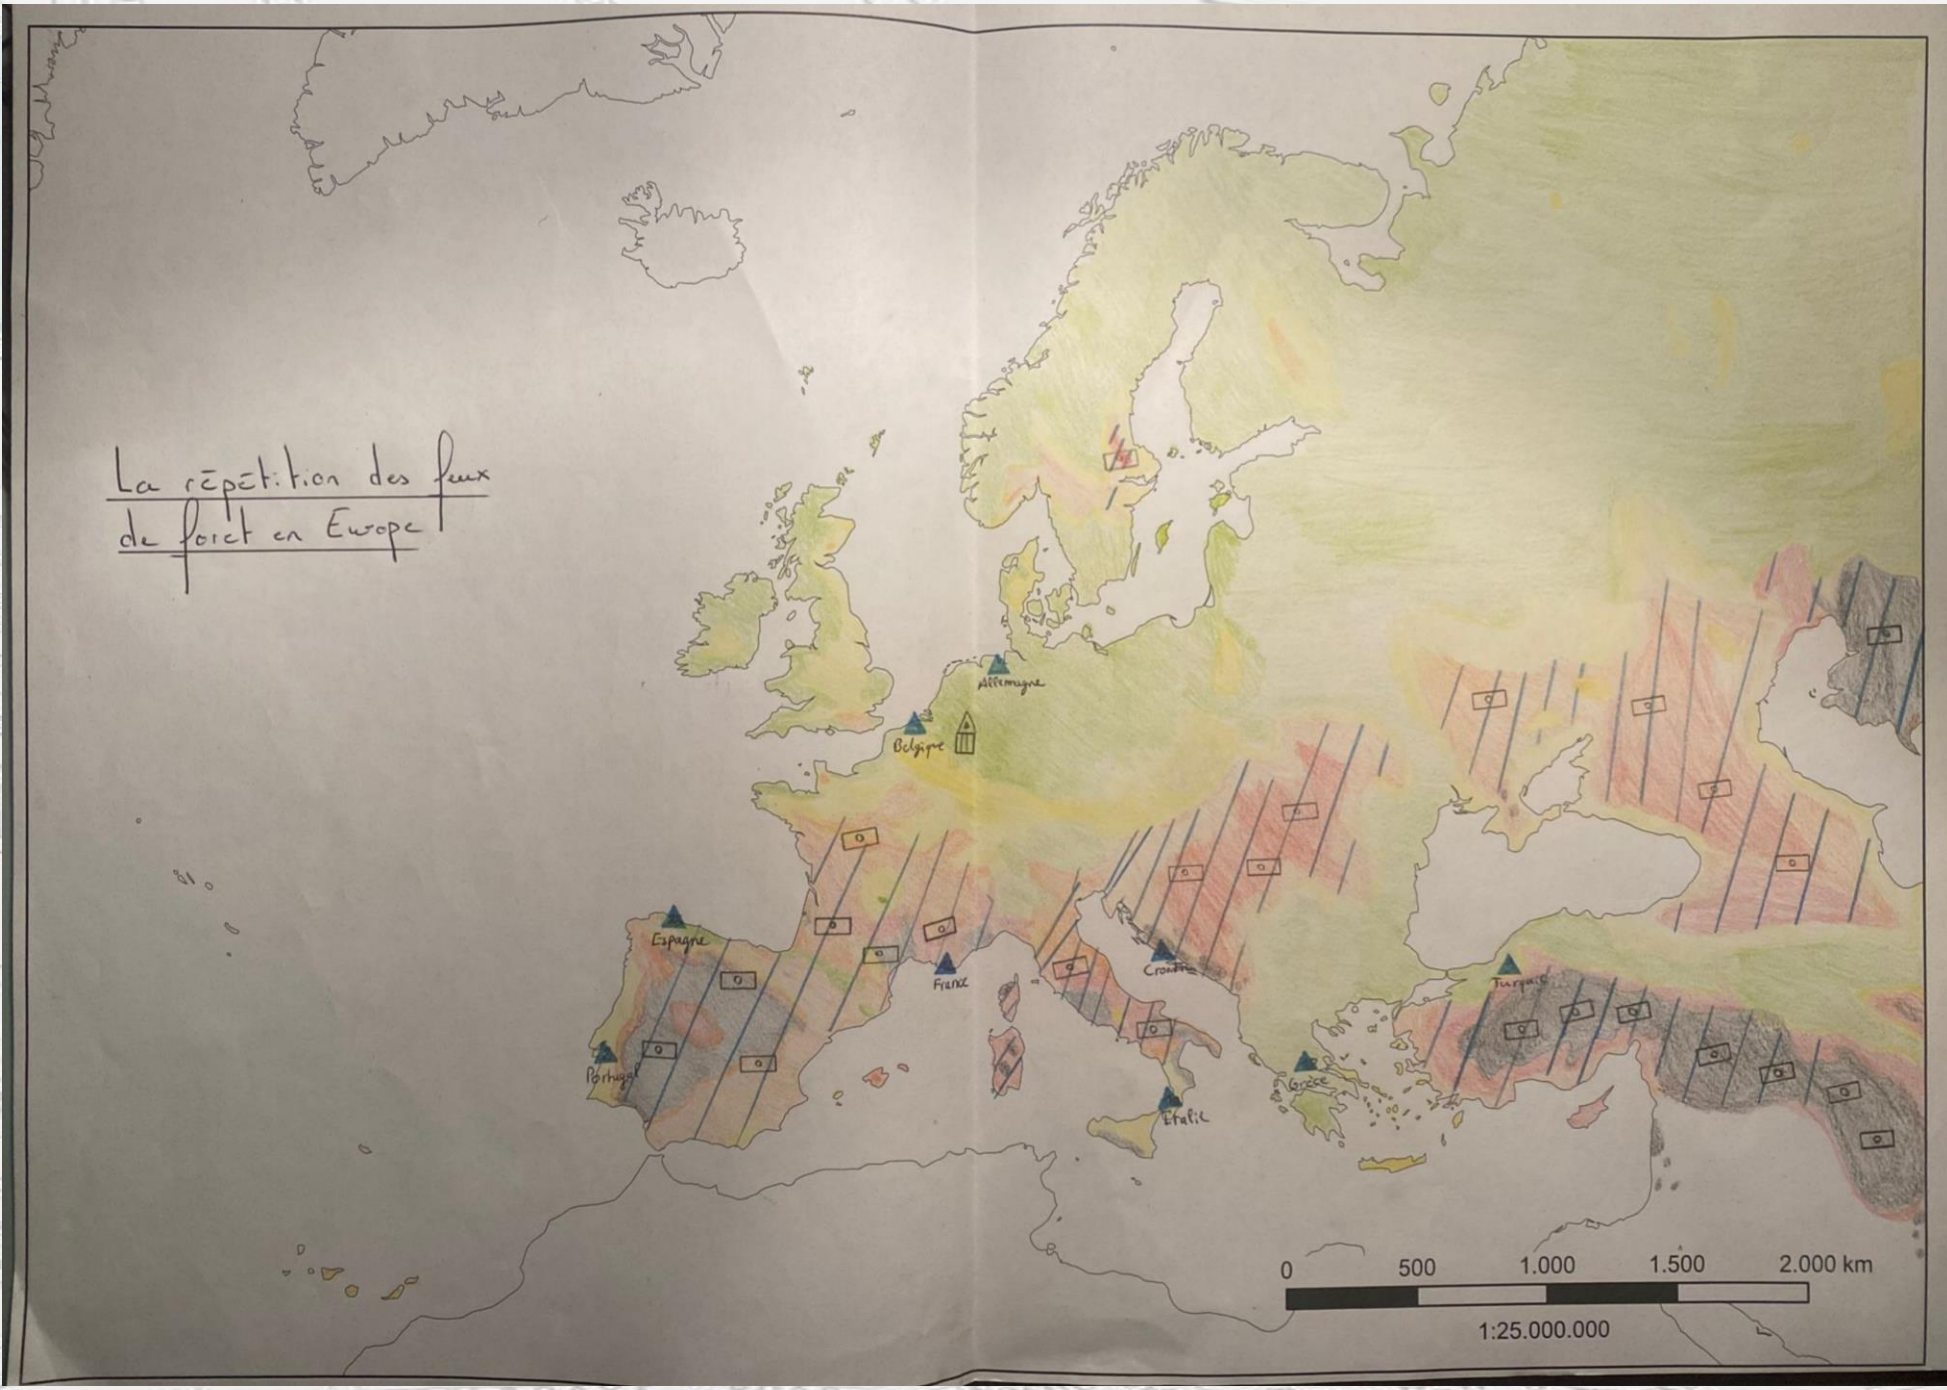 La répétition des feux
de foret en Europe
Allemagne
Belgique
Espagne
France
Croatie
Turquie
Portugal
Grèce
Italie
0 500 1.000 1.500 2.000 km
1:25.000.000